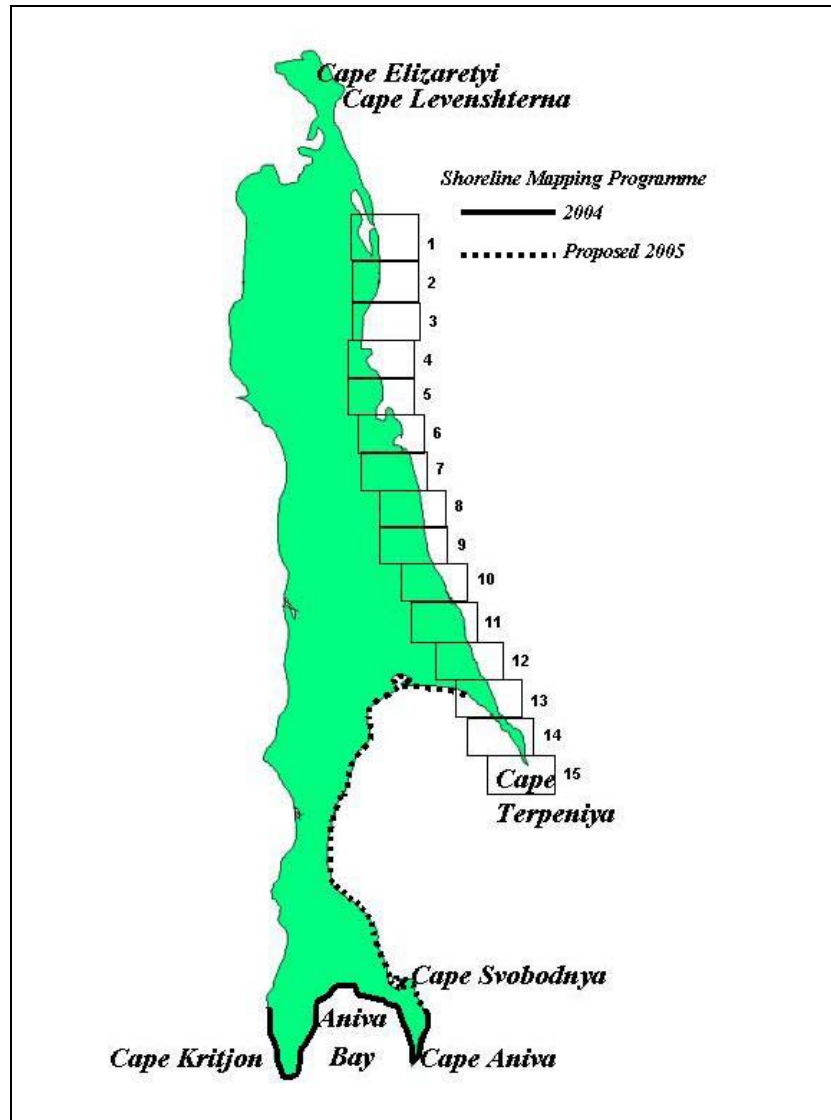 Cape Elizaretyi
Cape Levenshterna
Shoreline Mapping Programme
2004
Proposed 2005
1
2
3
4
5
6
7
8
9
10
11
12
13
14
15
Cape
Terpeniya
Cape Svobodnya
Aniva
Bay
Cape Kritjon
Cape Aniva